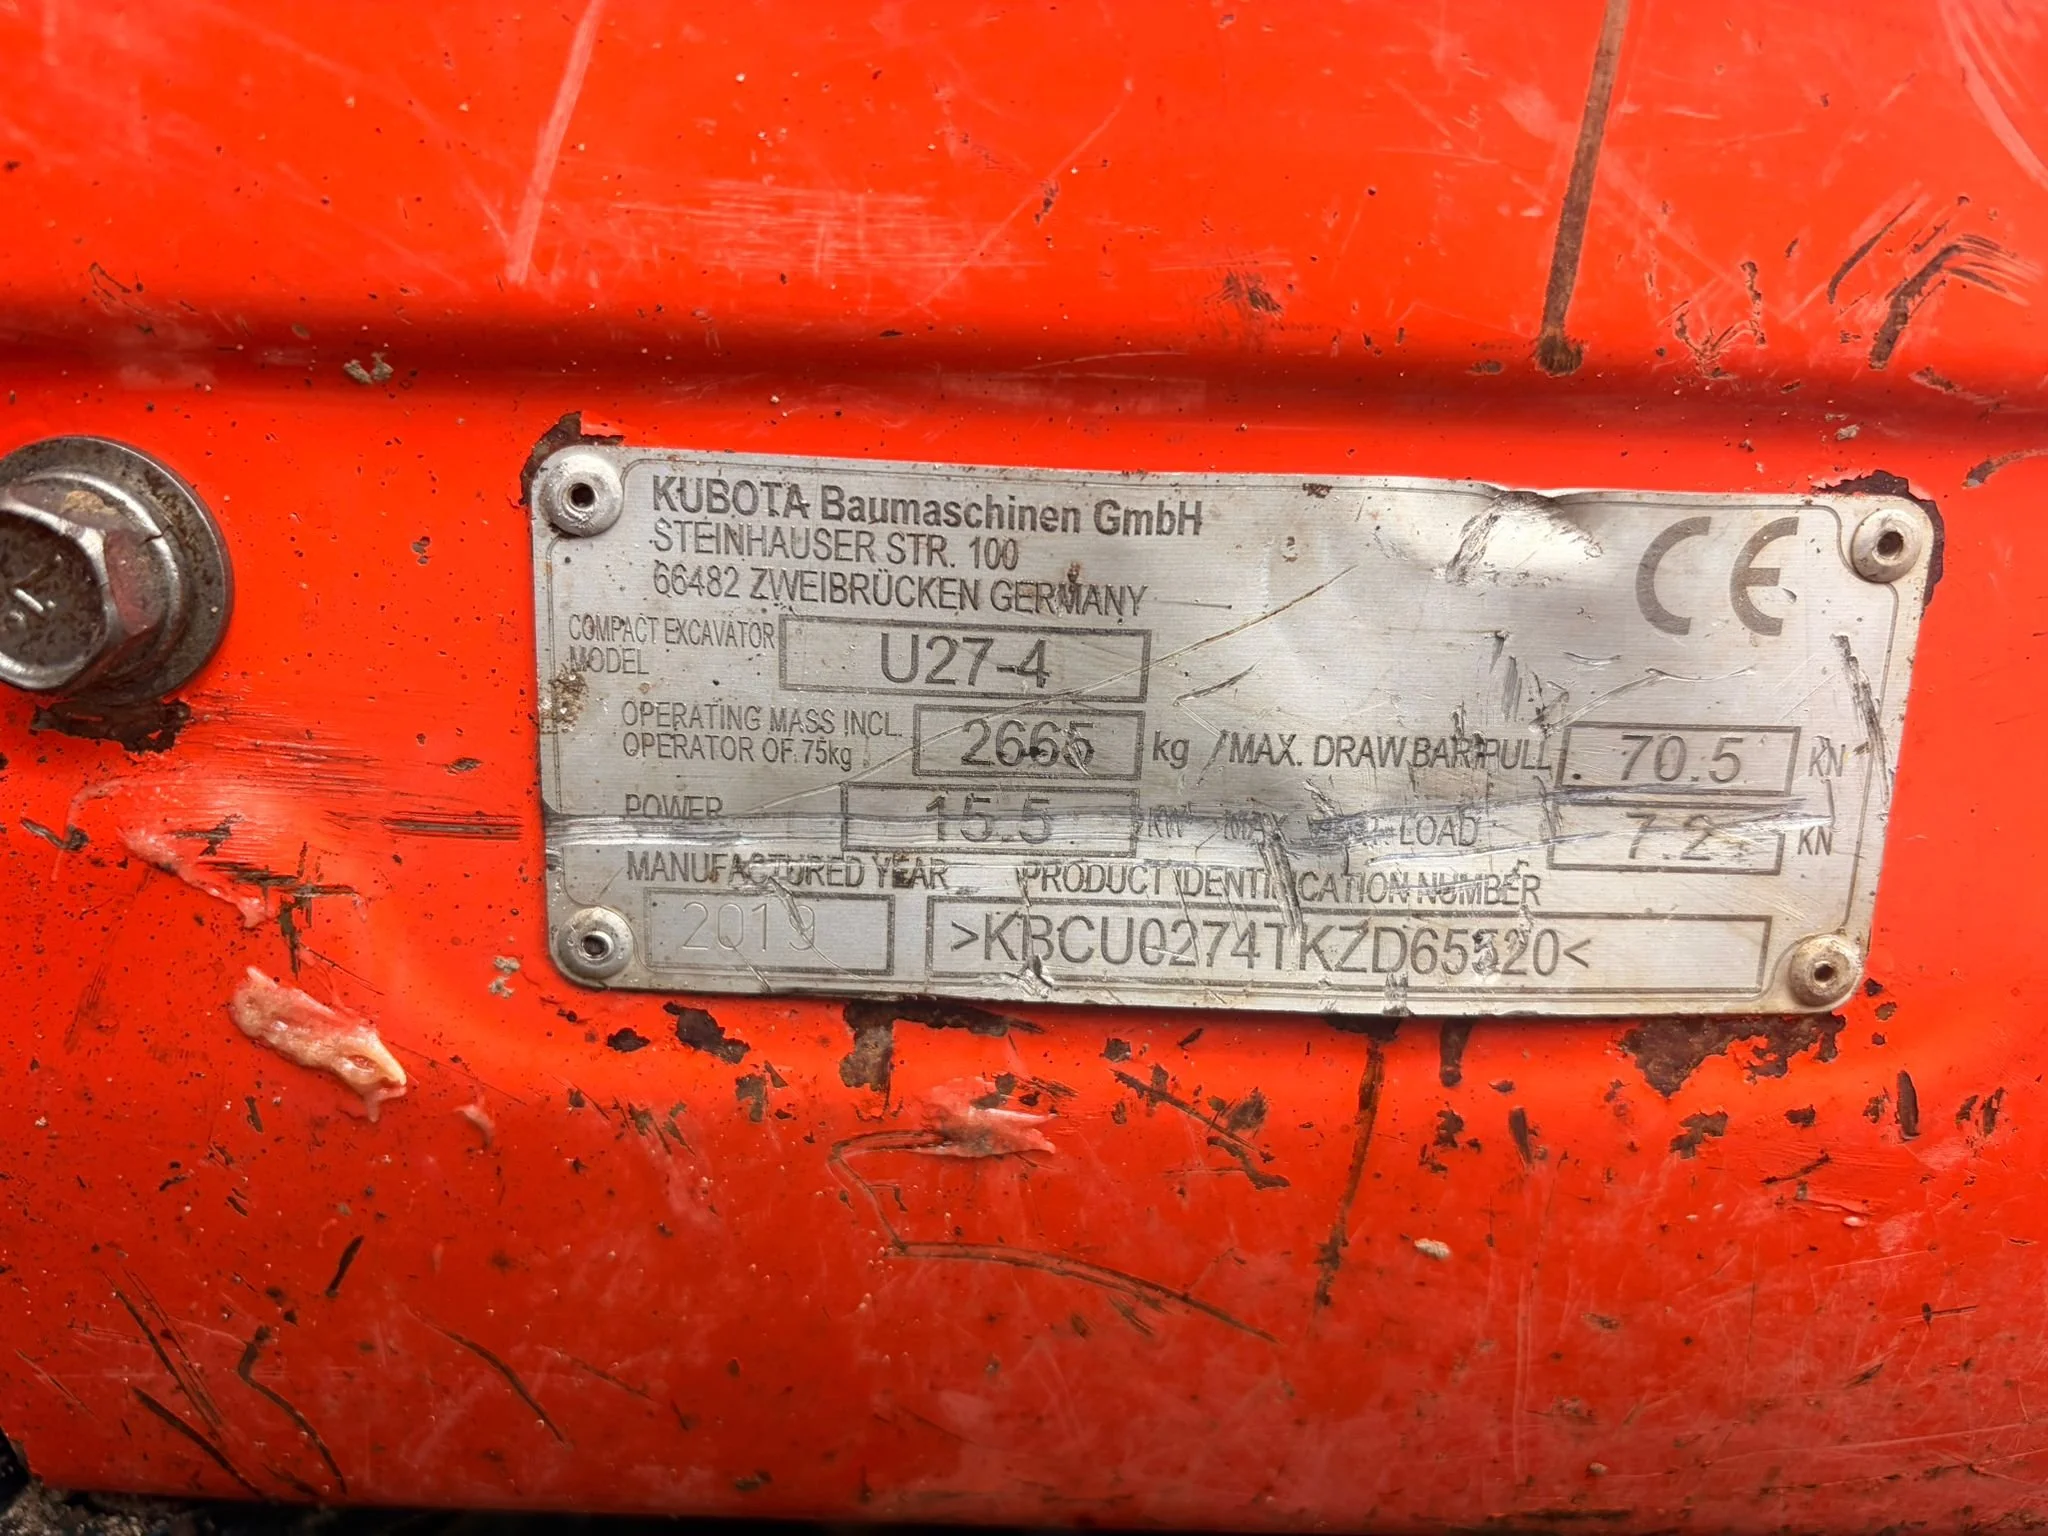 KUBOTA Baumaschinen GmbH
STEINHAUSER STR. 100
66482 ZWEIBRÜCKEN GERMANY
CE
COMPACT EXCAVATOR
MODEL
U27-4
OPERATING MASS INCL.
OPERATOR OF 75kg
2665 kg
MAX. DRAW BAR PULL 70.5 KN
POWER 15.5 KW
MAX. LOAD 7.2 KN
MANUFACTURED YEAR
PRODUCT IDENTIFICATION NUMBER
2019
>KBCU0274TKZD65520<